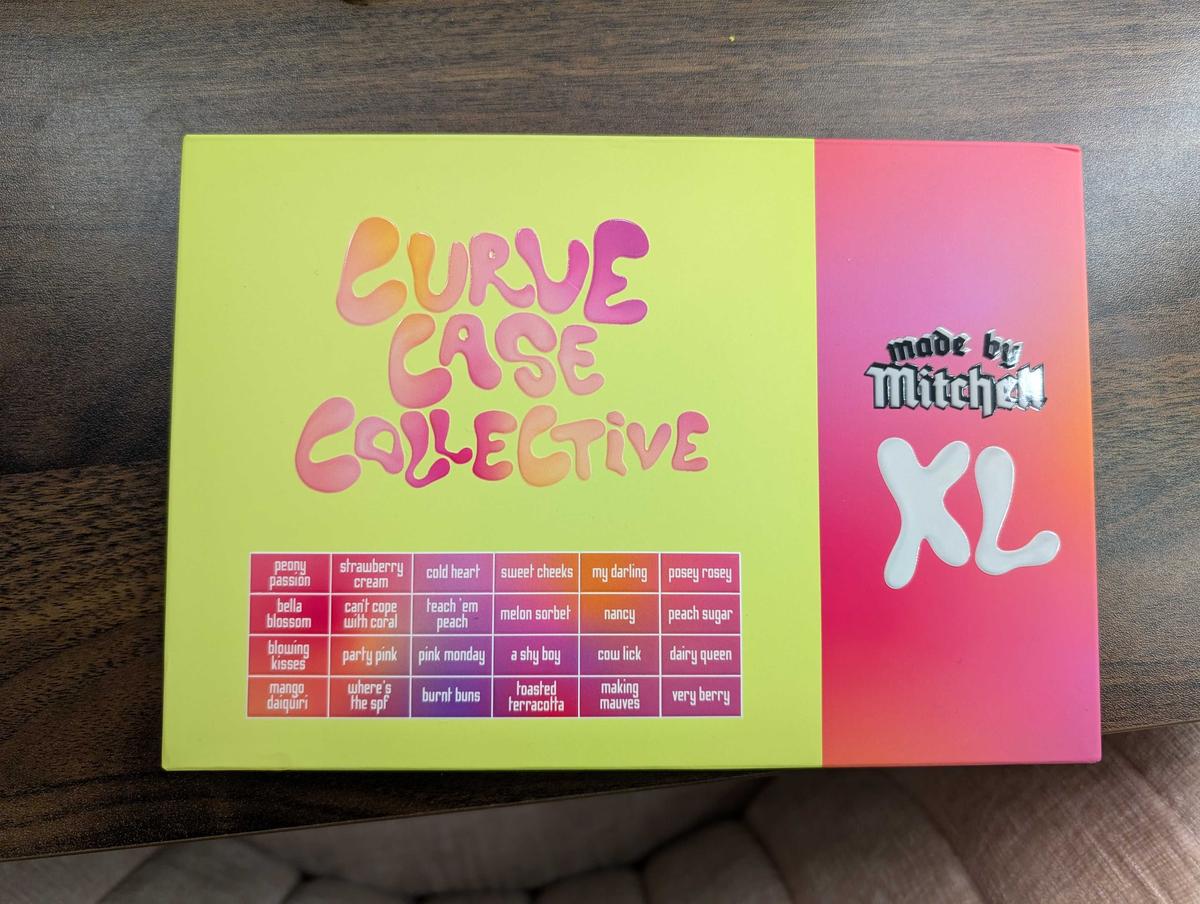 CURVE
CASE
COLLECTiVE
made by
Mitchell
XL
peony passion strawberry cream cold heart sweet cheeks my darling posey rosey
bella blossom can't cope with coral teach 'em peach melon sorbet nancy peach sugar
blowing kisses party pink pink monday a shy boy cow lick dairy queen
mango daiquiri where's the spf burnt buns toasted terracotta making mauves very berry